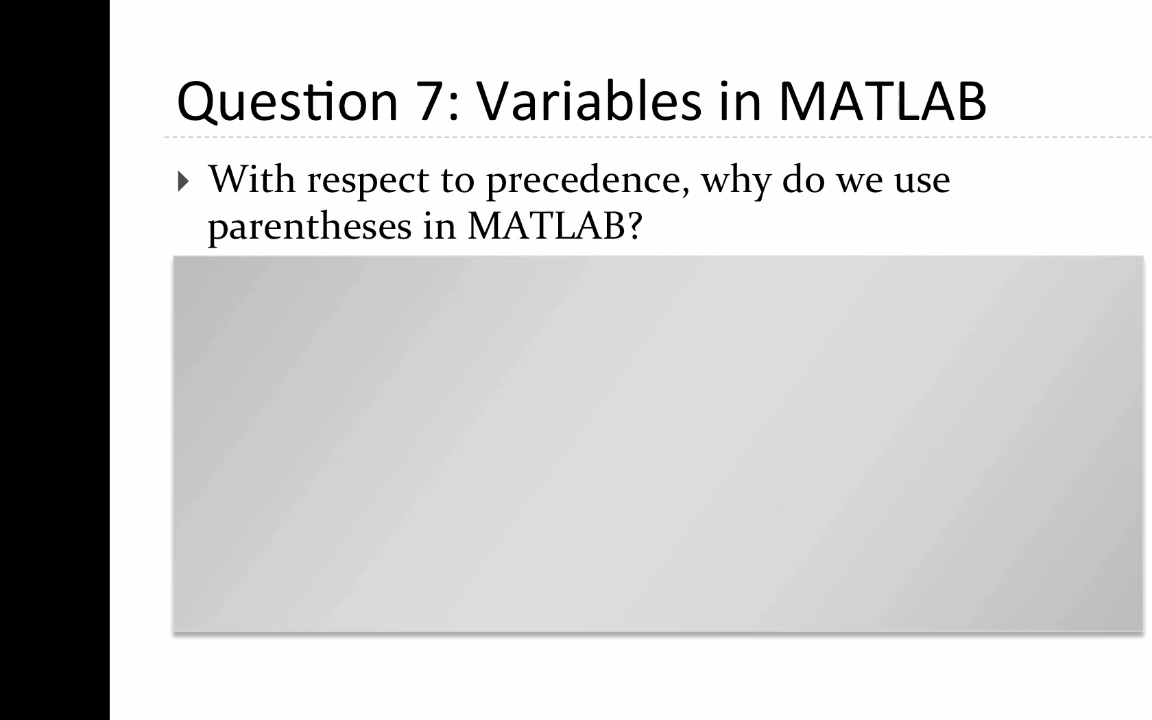 Question 7: Variables in MATLAB
With respect to precedence, why do we use
parentheses in MATLAB?